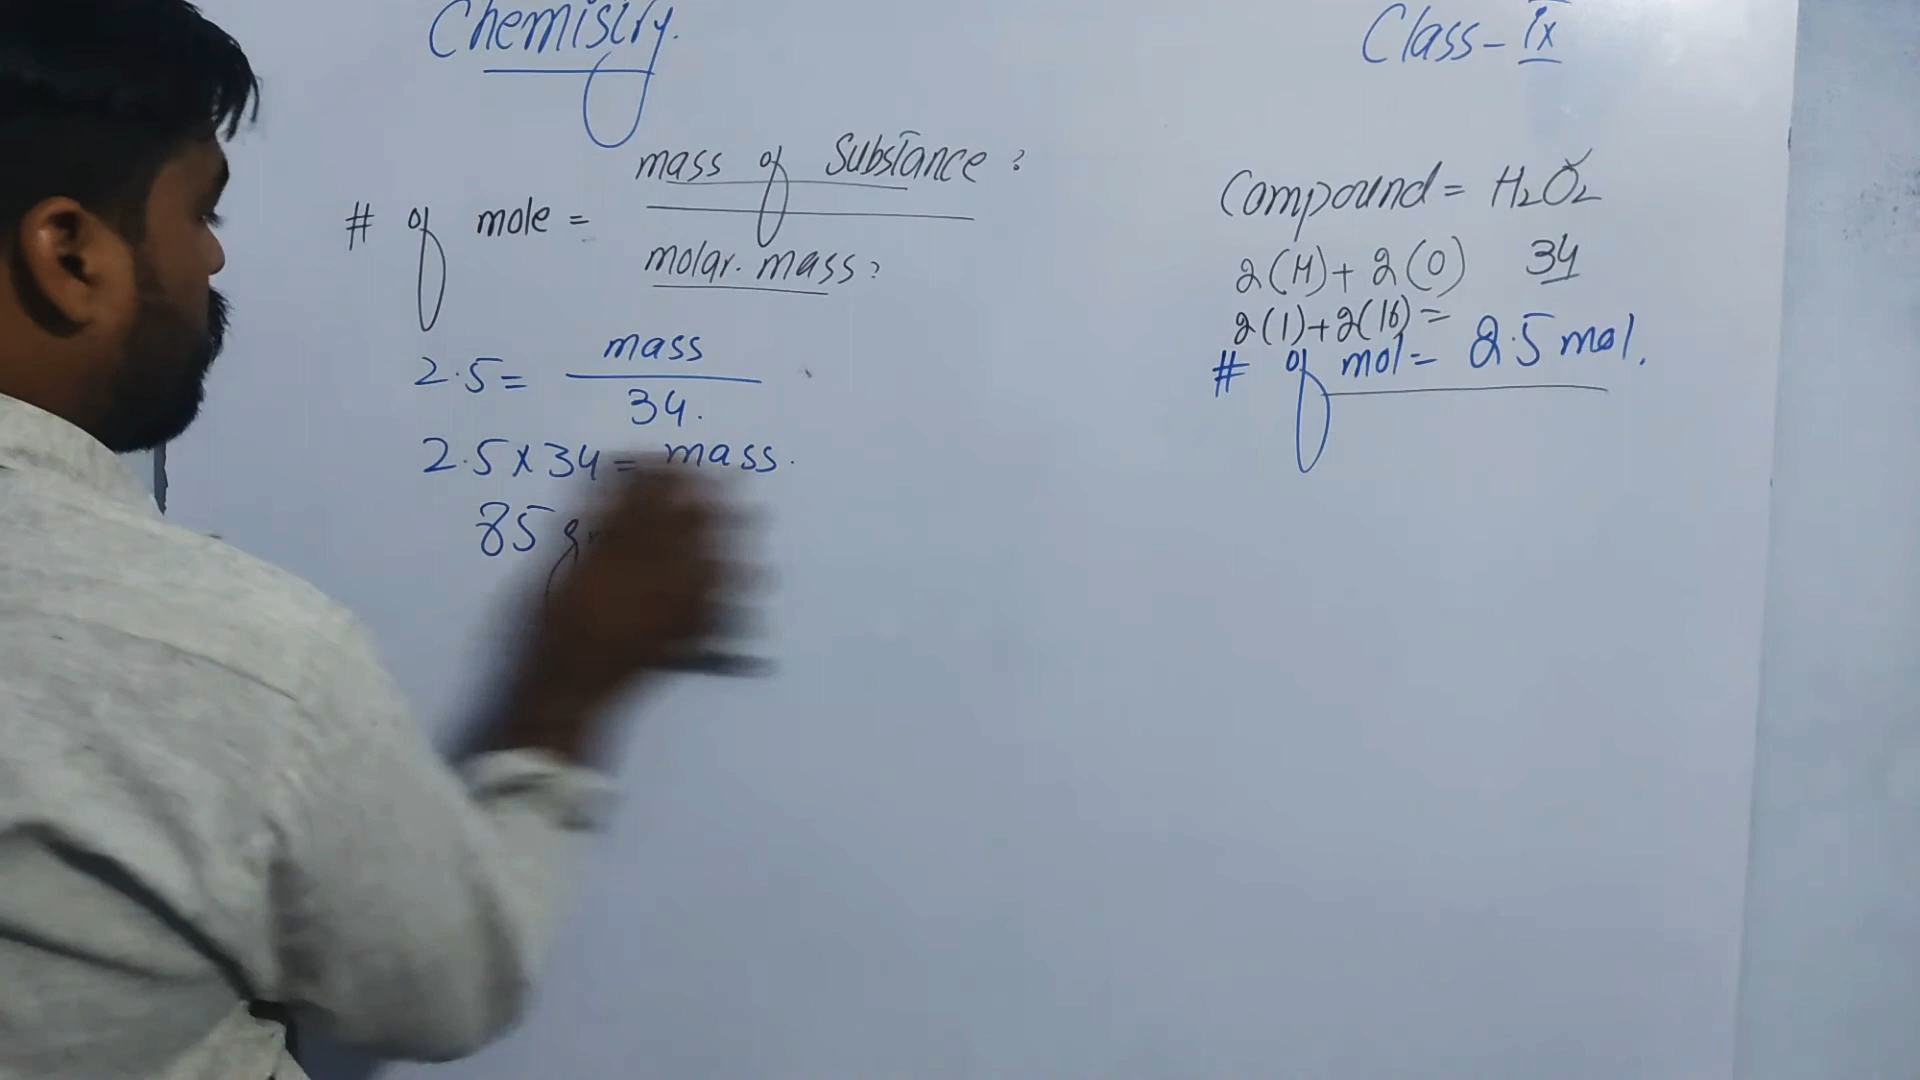 Chemistry.
Class - IX
# of mole = mass of Substance ?
molar. mass ?
2.5 = mass
34.
2.5 x 34 = mass.
85
Compound = H₂O₂
2(H) + 2(O) 34
2(1) + 2(16) =
# of mol = 2.5 mol.